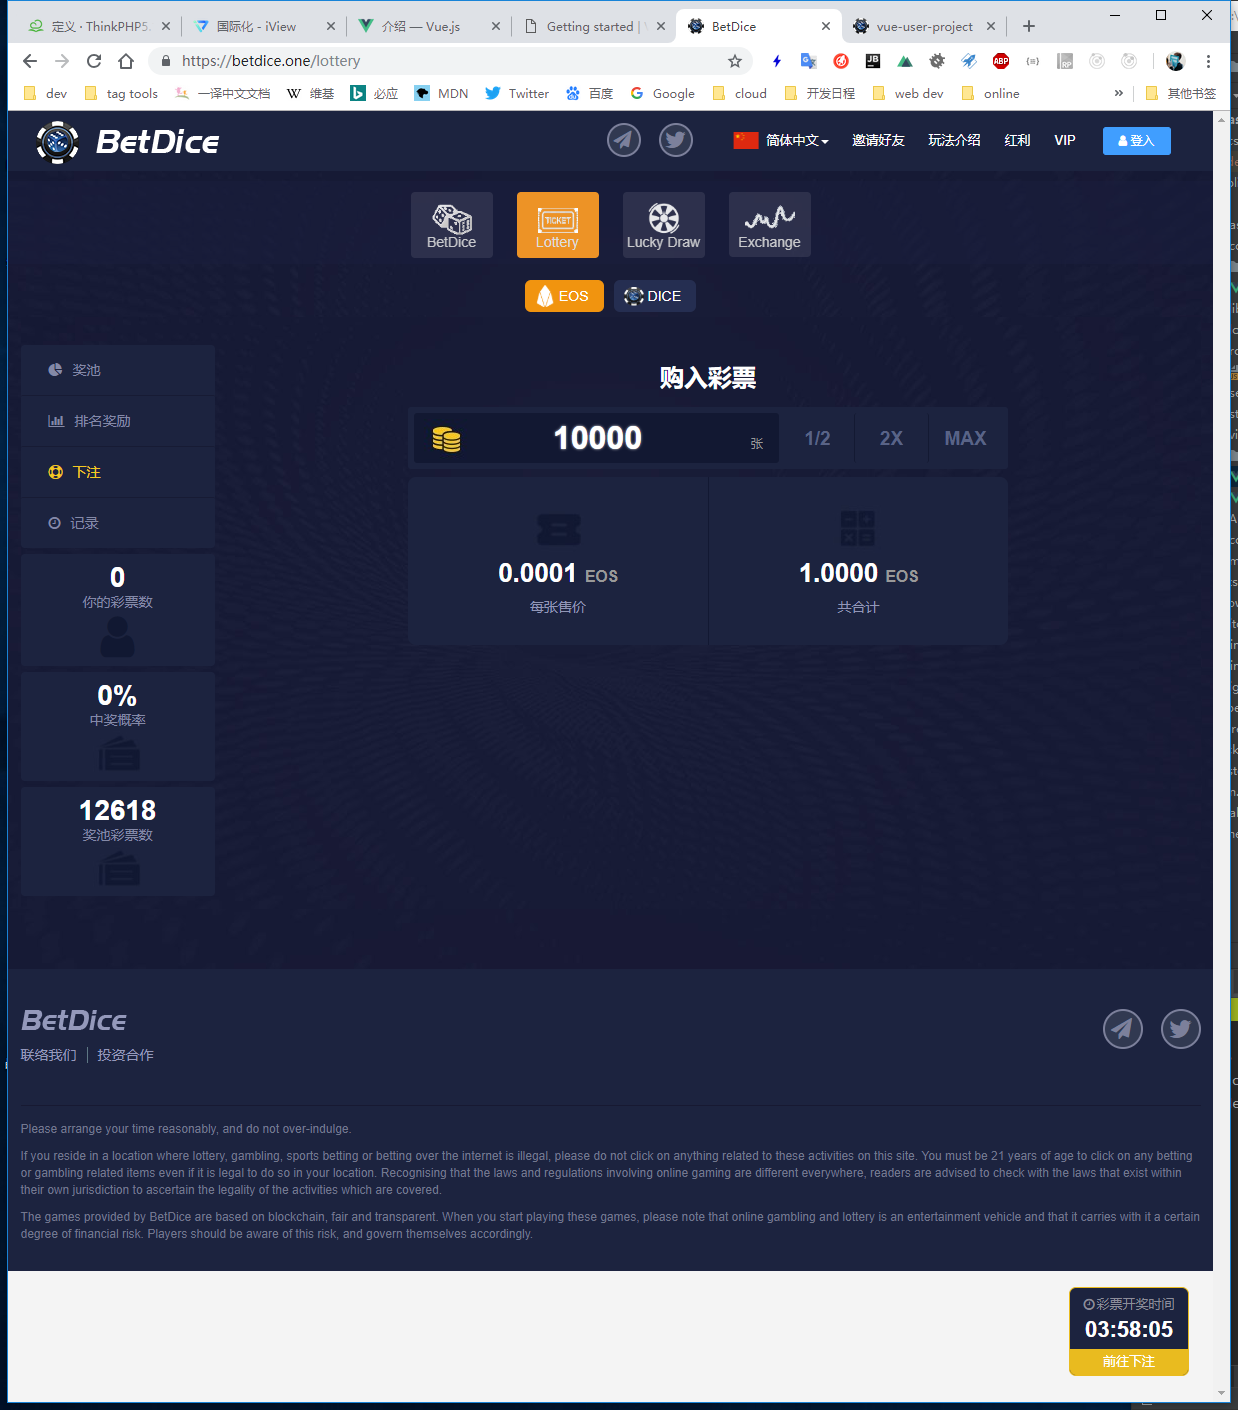 定义 · ThinkPHP5.
国际化 - iView
介绍 — Vue.js
Getting started |
BetDice
vue-user-project
https://betdice.one/lottery
dev
tag tools
一译中文文档
维基
必应
MDN
Twitter
百度
Google
cloud
开发日程
web dev
online
»
其他书签
BetDice
简体中文
邀请好友
玩法介绍
红利
VIP
登入
BetDice
TICKET
Lottery
Lucky Draw
Exchange
EOS
DICE
奖池
排名奖励
下注
记录
0
你的彩票数
0%
中奖概率
12618
奖池彩票数
购入彩票
10000
张
1/2
2X
MAX
0.0001 EOS
每张售价
1.0000 EOS
共合计
BetDice
联络我们
投资合作
Please arrange your time reasonably, and do not over-indulge.
If you reside in a location where lottery, gambling, sports betting or betting over the internet is illegal, please do not click on anything related to these activities on this site. You must be 21 years of age to click on any betting
or gambling related items even if it is legal to do so in your location. Recognising that the laws and regulations involving online gaming are different everywhere, readers are advised to check with the laws that exist within
their own jurisdiction to ascertain the legality of the activities which are covered.
The games provided by BetDice are based on blockchain, fair and transparent. When you start playing these games, please note that online gambling and lottery is an entertainment vehicle and that it carries with it a certain
degree of financial risk. Players should be aware of this risk, and govern themselves accordingly.
彩票开奖时间
03:58:05
前往下注